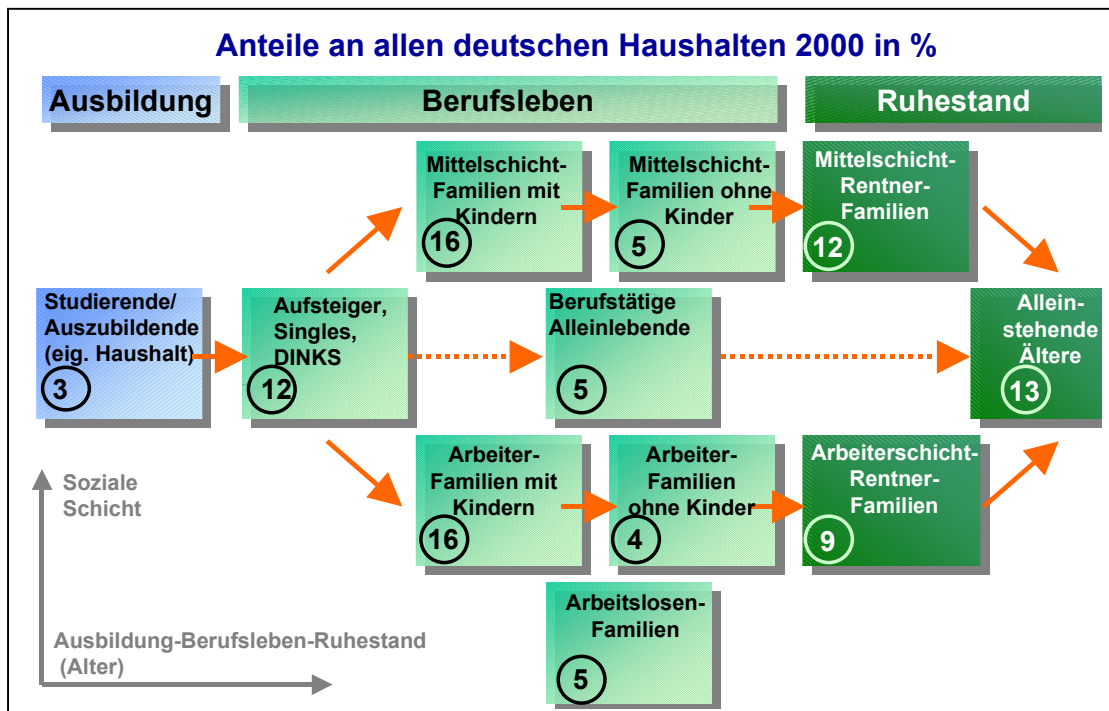 Anteile an allen deutschen Haushalten 2000 in %
Ausbildung
Berufsleben
Ruhestand
Mittelschicht-
Familien mit
Kindern
16
Mittelschicht-
Familien ohne
Kinder
5
Mittelschicht-
Rentner-
Familien
12
Studierende/
Auszubildende
(eig. Haushalt)
3
Aufsteiger,
Singles,
DINKS
12
Berufstätige
Alleinlebende
5
Allein-
stehende
Ältere
13
Arbeiter-
Familien mit
Kindern
16
Arbeiter-
Familien
ohne Kinder
4
Arbeiterschicht-
Rentner-
Familien
9
Arbeitslosen-
Familien
5
Soziale
Schicht
Ausbildung-Berufsleben-Ruhestand
(Alter)